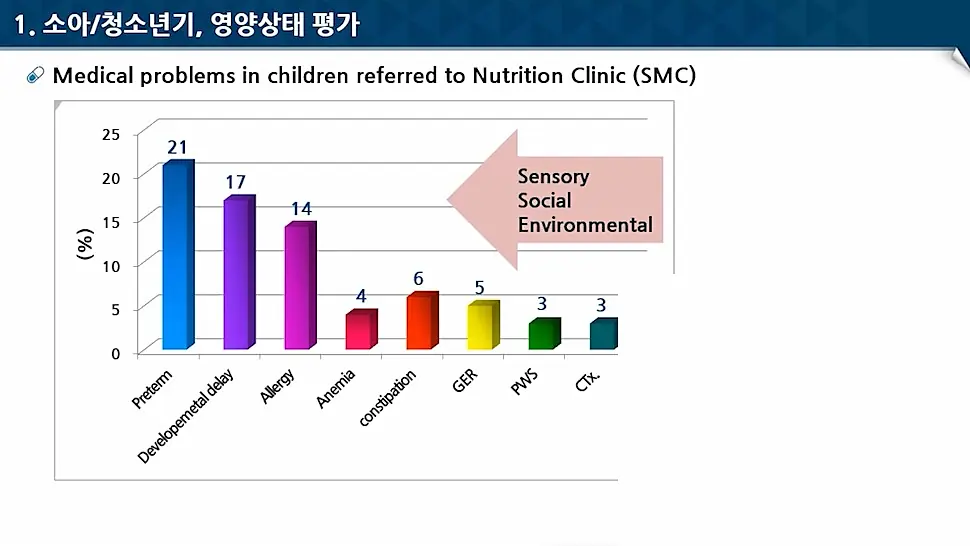 1. 소아/청소년기, 영양상태 평가
Medical problems in children referred to Nutrition Clinic (SMC)
25
20
15
10
5
0
(%)
21
17
14
4
6
5
3
3
Sensory
Social
Environmental
Preterm
Developemetal delay
Allergy
Anemia
constipation
GER
PWS
CTx.